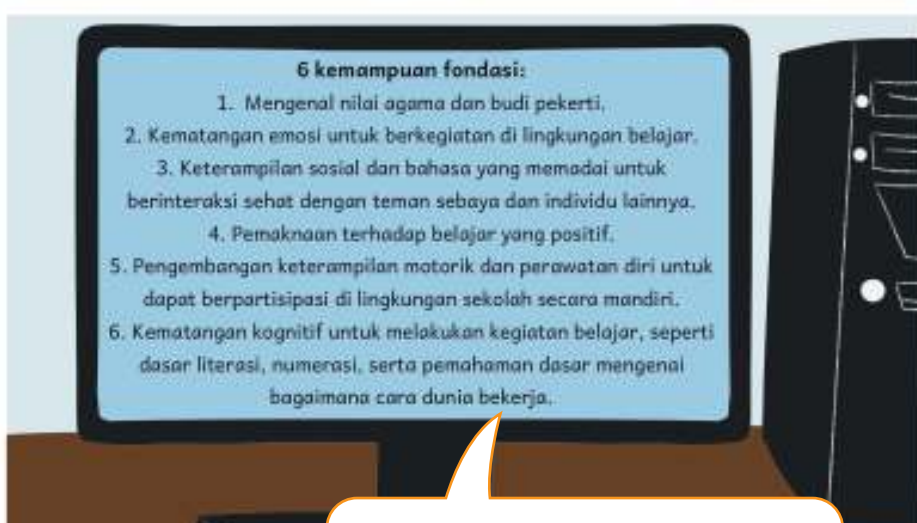 6 kemampuan fondasi:
1. Mengenal nilai agama dan budi pekerti.
2. Kematangan emosi untuk berkegiatan di lingkungan belajar.
3. Keterampilan sosial dan bahasa yang memadai untuk
berinteraksi sehat dengan teman sebaya dan individu lainnya.
4. Pemaknaan terhadap belajar yang positif.
5. Pengembangan keterampilan motorik dan perawatan diri untuk
dapat berpartisipasi di lingkungan sekolah secara mandiri.
6. Kematangan kognitif untuk melakukan kegiatan belajar, seperti
dasar literasi, numerasi, serta pemahaman dasar mengenai
bagaimana cara dunia bekerja.